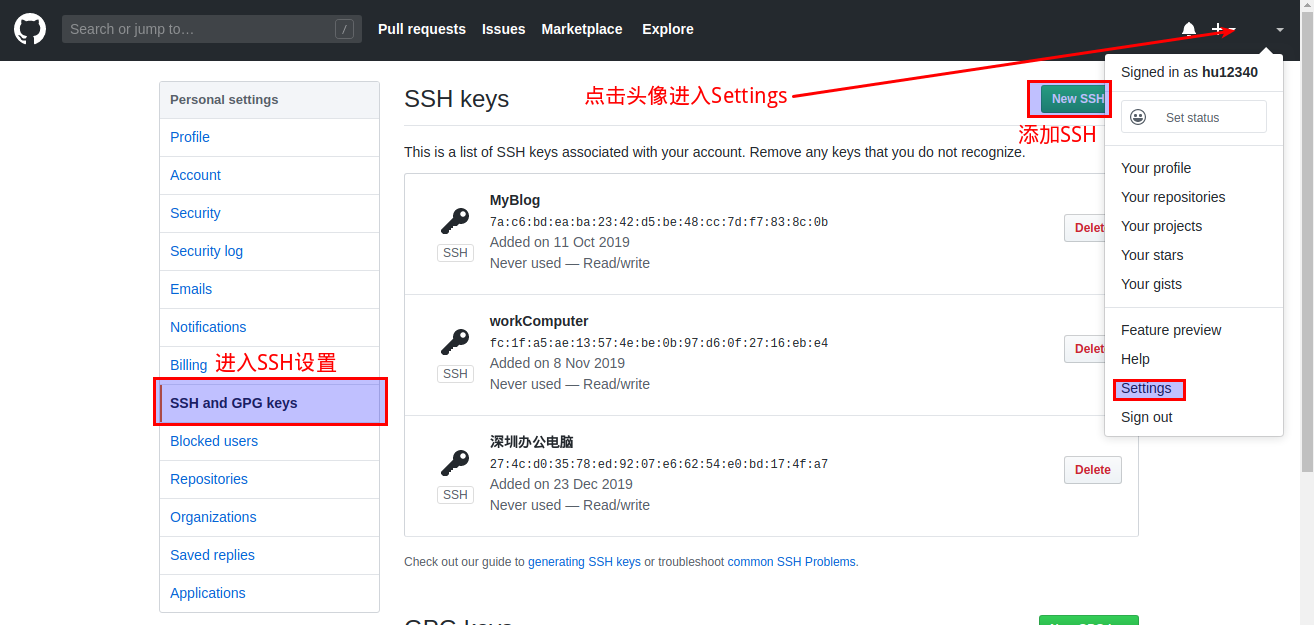 Search or jump to…
/
Pull requests Issues Marketplace Explore
Signed in as hu12340
Set status
Your profile
Your repositories
Your projects
Your stars
Your gists
Feature preview
Help
Settings
Sign out
Personal settings
Profile
Account
Security
Security log
Emails
Notifications
Billing
进入SSH设置
SSH and GPG keys
Blocked users
Repositories
Organizations
Saved replies
Applications
SSH keys
点击头像进入Settings
New SSH
添加SSH
This is a list of SSH keys associated with your account. Remove any keys that you do not recognize.
MyBlog
7a:c6:bd:ea:ba:23:42:d5:be:48:cc:7d:f7:83:8c:0b
Added on 11 Oct 2019
Never used — Read/write
SSH
Delete
workComputer
fc:1f:a5:ae:13:57:4e:be:0b:97:d6:0f:27:16:eb:e4
Added on 8 Nov 2019
Never used — Read/write
SSH
Delete
深圳办公电脑
27:4c:d0:35:78:ed:92:07:e6:62:54:e0:bd:17:4f:a7
Added on 23 Dec 2019
Never used — Read/write
SSH
Delete
Check out our guide to generating SSH keys or troubleshoot common SSH Problems.
GPG keys